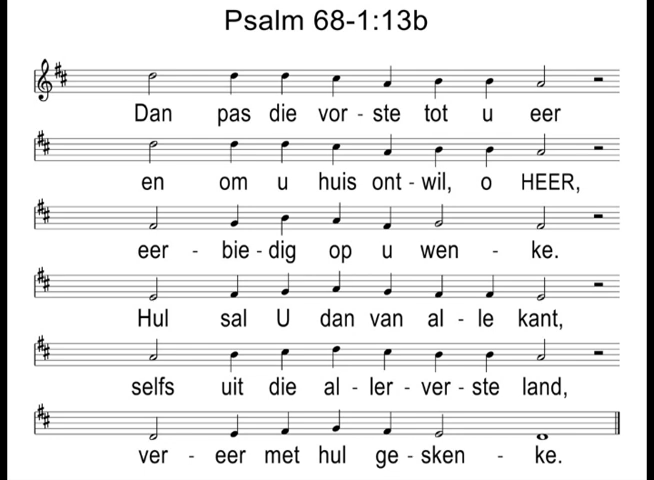 Psalm 68-1:13b
Dan pas die vor - ste tot u eer
en om u huis ont - wil, o HEER,
eer - bie - dig op u wen - ke.
Hul sal U dan van al - le kant,
selfs uit die al - ler - ver - ste land,
ver - eer met hul ge - sken - ke.